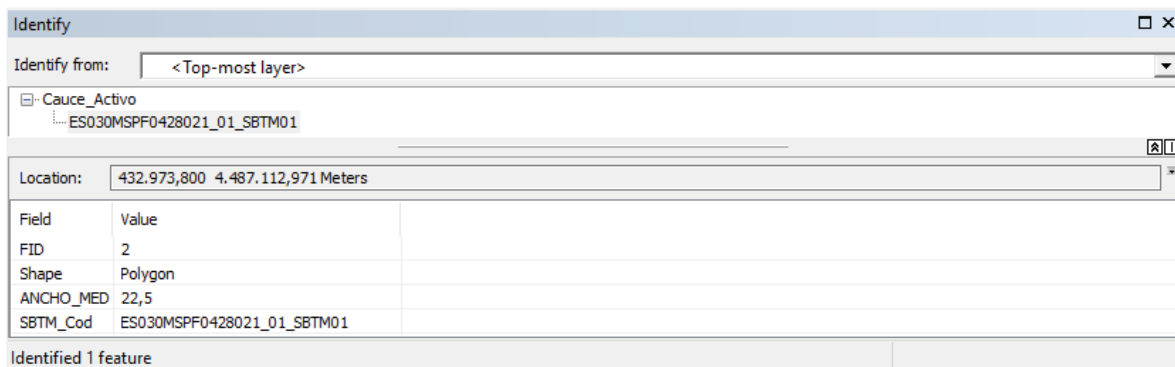 Identify
Identify from: <Top-most layer>
Cauce_Activo
ES030MSPF0428021_01_SBTM01
Location: 432.973,800 4.487.112,971 Meters
Field Value
FID 2
Shape Polygon
ANCHO_MED 22,5
SBTM_Cod ES030MSPF0428021_01_SBTM01
Identified 1 feature